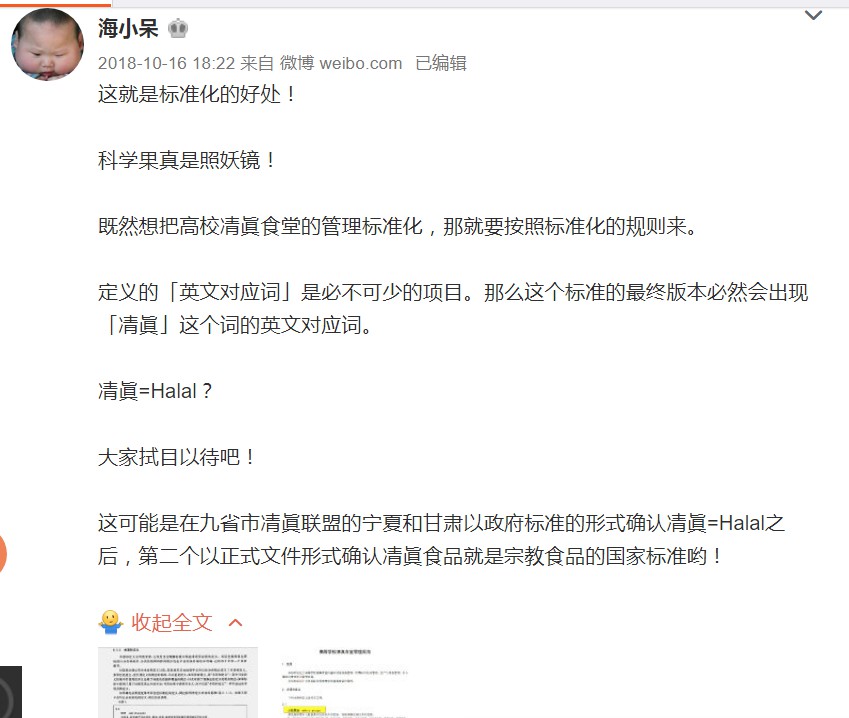 海小呆
2018-10-16 18:22 来自 微博 weibo.com 已编辑
这就是标准化的好处！
科学果真是照妖镜！
既然想把高校凊眞食堂的管理标准化，那就要按照标准化的规则来。
定义的「英文对应词」是必不可少的项目。那么这个标准的最终版本必然会出现
「凊眞」这个词的英文对应词。
凊眞=Halal？
大家拭目以待吧！
这可能是在九省市凊眞联盟的宁夏和甘肃以政府标准的形式确认凊眞=Halal之
后，第二个以正式文件形式确认凊眞食品就是宗教食品的国家标准哟！
收起全文